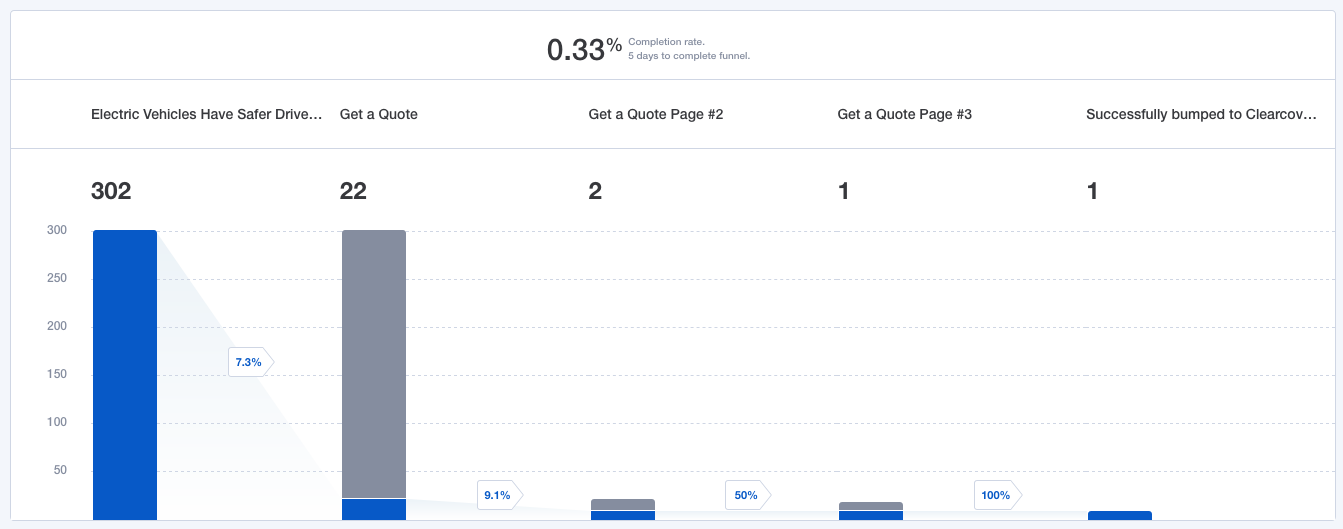 0.33%
Completion rate.
5 days to complete funnel.
Electric Vehicles Have Safer Drive...
Get a Quote
Get a Quote Page #2
Get a Quote Page #3
Successfully bumped to Clearcov...
302
22
2
1
1
300
250
200
150
100
50
7.3%
9.1%
50%
100%